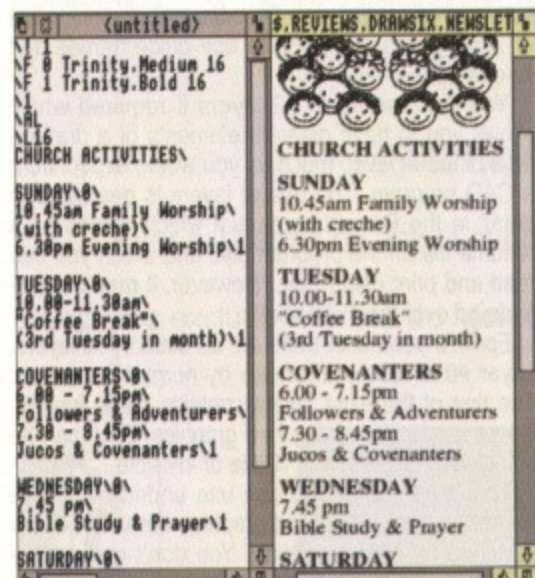 (untitled)
\! 1
\F 0 Trinity.Medium 16
\F 1 Trinity.Bold 16
\1
\AL
\L16
CHURCH ACTIVITIES\
SUNDAY\0\
10.45am Family Worship\
(with creche)\
6.30pm Evening Worship\1
TUESDAY\0\
10.00-11.30am\
"Coffee Break"\
(3rd Tuesday in month)\1
COVENANTERS\0\
6.00 - 7.15pm\
Followers & Adventurers\
7.30 - 8.45pm\
Jucos & Covenanters\1
WEDNESDAY\0\
7.45 pm\
Bible Study & Prayer\1
SATURDAY\0\
$.REVIEWS.DRAWSIX.NEWSLET
CHURCH ACTIVITIES
SUNDAY
10.45am Family Worship
(with creche)
6.30pm Evening Worship
TUESDAY
10.00-11.30am
"Coffee Break"
(3rd Tuesday in month)
COVENANTERS
6.00 - 7.15pm
Followers & Adventurers
7.30 - 8.45pm
Jucos & Covenanters
WEDNESDAY
7.45 pm
Bible Study & Prayer
SATURDAY